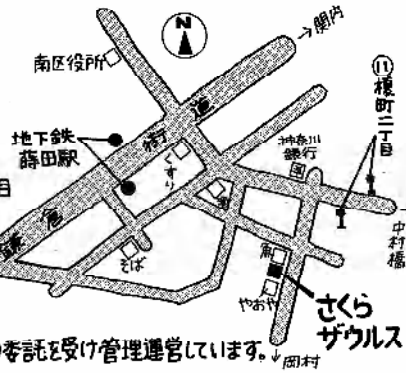 N
→関内
南区役所
鎌倉街道
地下鉄
蒔田駅
くすり
神奈川
銀行
⑪榎町二丁目
目
そば
魚
やおや
→中村橋
さくら
ザウルス
委託を受け管理運営しています。
↓岡村